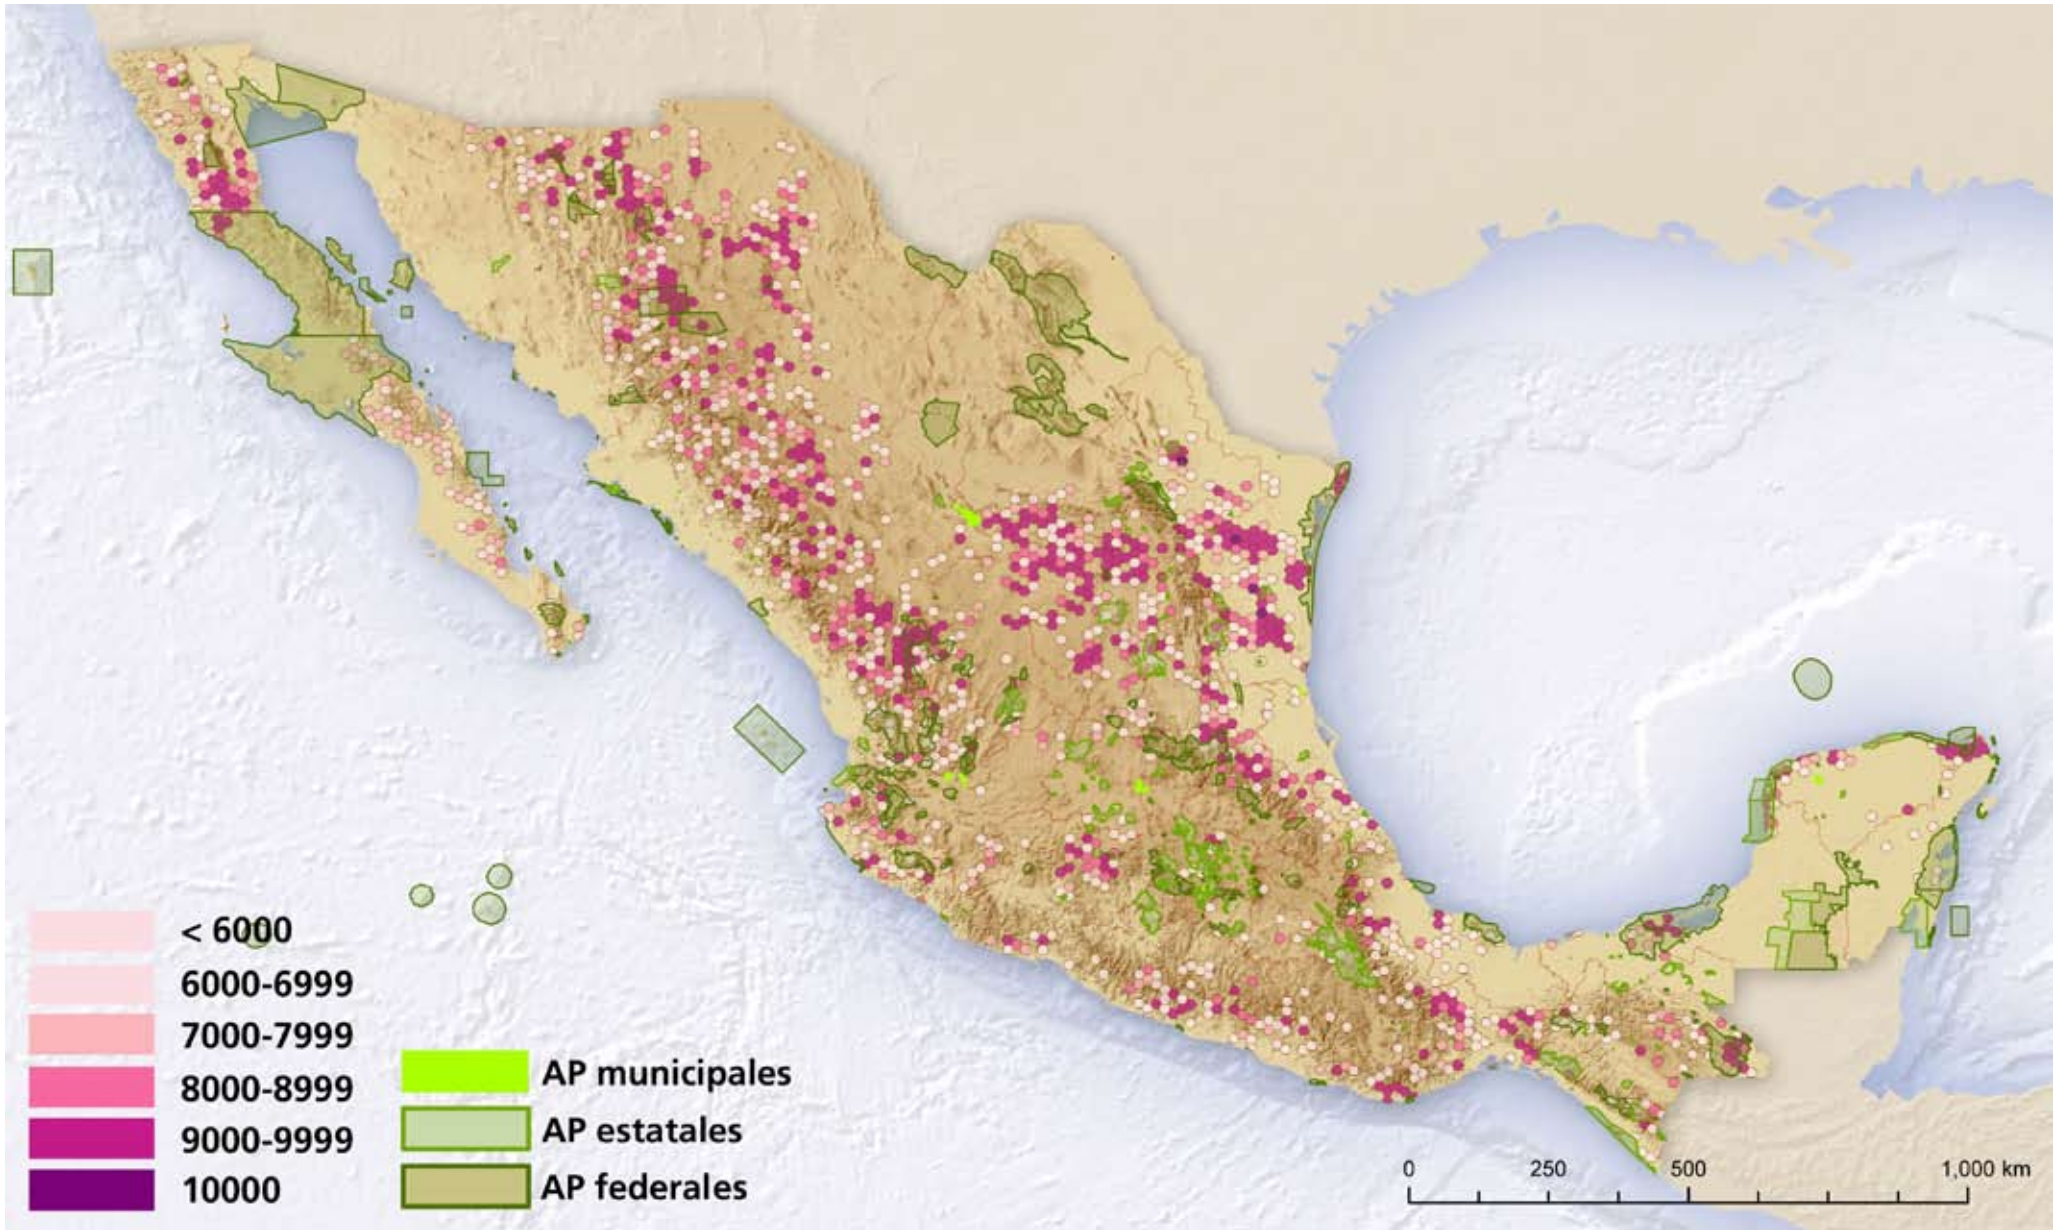 < 6000
6000-6999
7000-7999
8000-8999
9000-9999
10000
AP municipales
AP estatales
AP federales
0 250 500 1,000 km